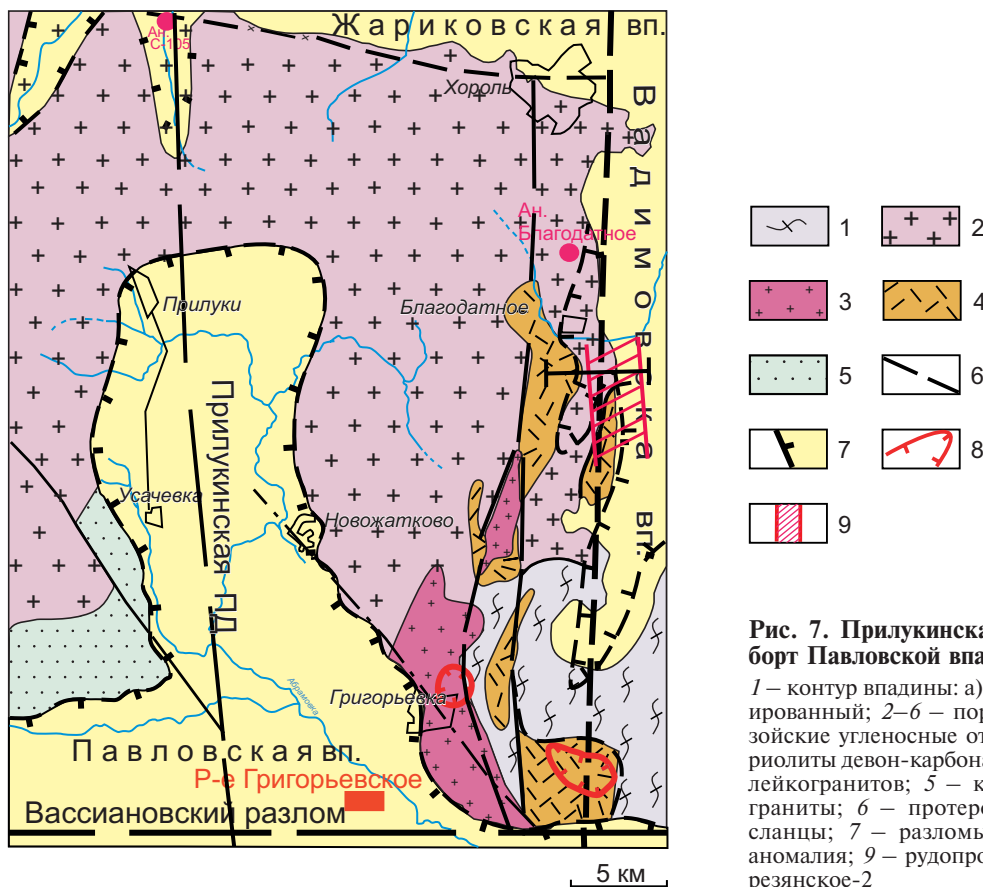 Жариковская вп.
Ан.
С-105
Хороль
Вадимовская вп.
Ан.
Благодатное
Прилуки
Благодатное
Прилукинская ПД
Усачевка
Новожатково
Григорьевка
Абрамовка
Павловская вп.
Р-е Григорьевское
Вассиановский разлом
5 км
1
2
3
4
5
6
7
8
9
Рис. 7. Прилукинска
борт Павловской впа
1 – контур впадины: а)
ированный; 2–6 – пор
зойские угленосные от
риолиты девон-карбона
лейкогранитов; 5 – к
граниты; 6 – протеро
сланцы; 7 – разломы
аномалия; 9 – рудопро
резянское-2